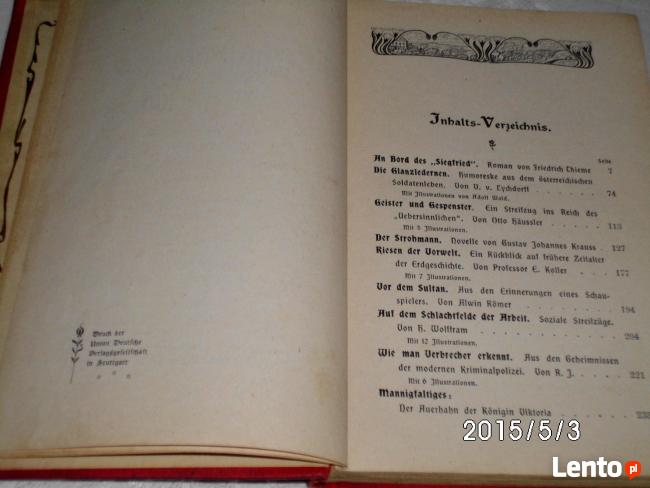 Druck der
Union Deutsche
Verlagsgesellschaft
in Stuttgart
Inhalts-Verzeichnis.
Seite
An Bord des „Siegfried“. Roman von Friedrich Thieme 7
Die Glanzledernen. Humoreske aus dem österreichischen
Soldatenleben. Von U. v. Lychdorff . . . . . 74
Mit Illustrationen von Adolf Wald.
Geister und Gespenster. Ein Streifzug ins Reich des
„Uebersinnlichen“. Von Otto Häussler . . . . . 113
Mit 5 Illustrationen.
Der Strohmann. Novelle von Gustav Johannes Krauss . 127
Riesen der Vorwelt. Ein Rückblick auf frühere Zeitalter
der Erdgeschichte. Von Professor E. Koller . . . 177
Mit 7 Illustrationen.
Vor dem Sultan. Aus den Erinnerungen eines Schau-
spielers. Von Alwin Römer . . . . . . . 194
Auf dem Schlachtfelde der Arbeit. Soziale Streifzüge.
Von R. Wolffram . . . . . . . . . 204
Mit 12 Illustrationen.
Wie man Verbrecher erkennt. Aus den Geheimnissen
der modernen Kriminalpolizei. Von R. J. . . . . 221
Mit 6 Illustrationen.
Mannigfaltiges:
Der Auerhahn der Königin Viktoria . . . . .
2015/5/3
Lento pl